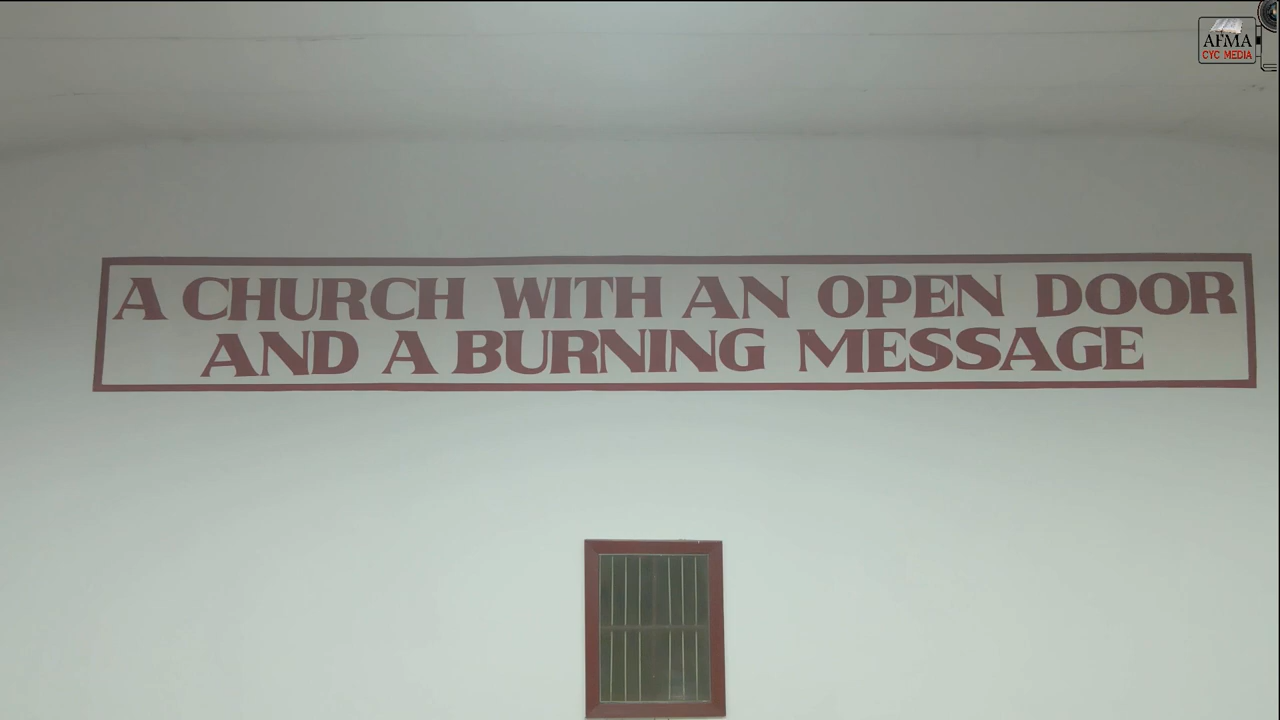 AFMA
CYC MEDIA
A CHURCH WITH AN OPEN DOOR
AND A BURNING MESSAGE